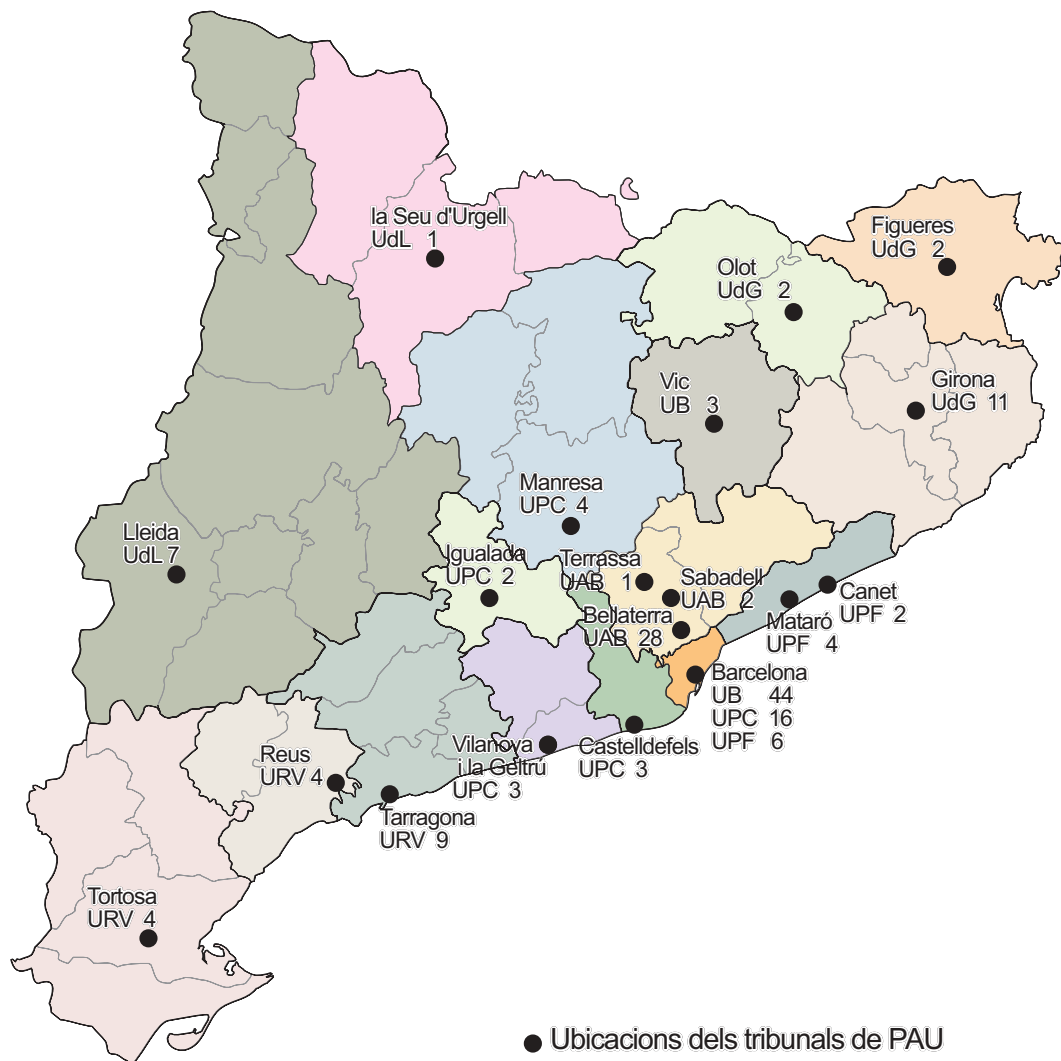 la Seu d'Urgell
UdL 1
Figueres
UdG 2
Olot
UdG 2
Vic
UB 3
Girona
UdG 11
Manresa
UPC 4
Lleida
UdL 7
Igualada
UPC 2
Terrassa
UAB 1
Sabadell
UAB 2
Canet
UPF 2
Bellaterra
UAB 28
Mataró
UPF 4
Barcelona
UB 44
UPC 16
UPF 6
Reus
URV 4
Vilanova
i la Geltrú
UPC 3
Castelldefels
UPC 3
Tarragona
URV 9
Tortosa
URV 4
Ubicacions dels tribunals de PAU